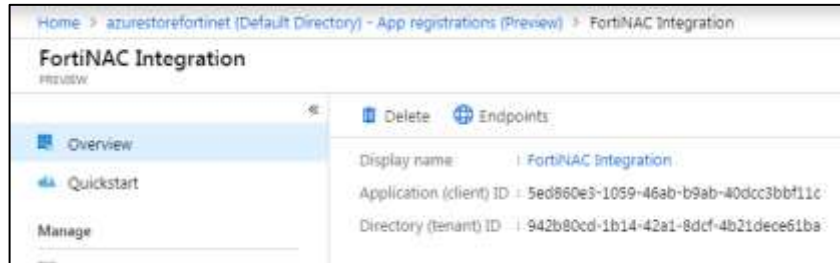 Home > azurestorefortinet (Default Directory) - App registrations (Preview) > FortiNAC Integration
FortiNAC Integration
PREVIEW
«
Delete Endpoints
Overview
Display name : FortiNAC Integration
Quickstart
Application (client) ID : 5ed860e3-1059-46ab-b9ab-40dcc3bbf11c
Manage
Directory (tenant) ID : 942b80cd-1b14-42a1-8dcf-4b21dece61ba